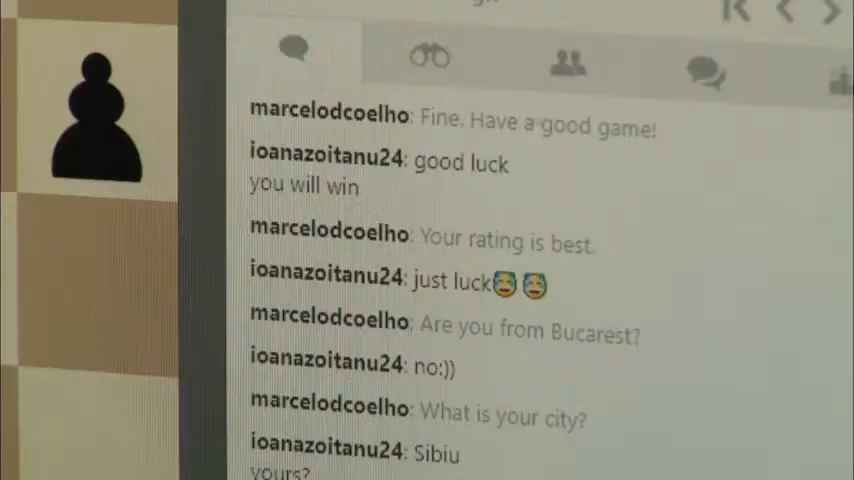 marcelodcoelho: Fine. Have a good game!
ioanazoitanu24: good luck
you will win
marcelodcoelho: Your rating is best.
ioanazoitanu24: just luck😂😂
marcelodcoelho: Are you from Bucarest?
ioanazoitanu24: no:))
marcelodcoelho: What is your city?
ioanazoitanu24: Sibiu
yours?